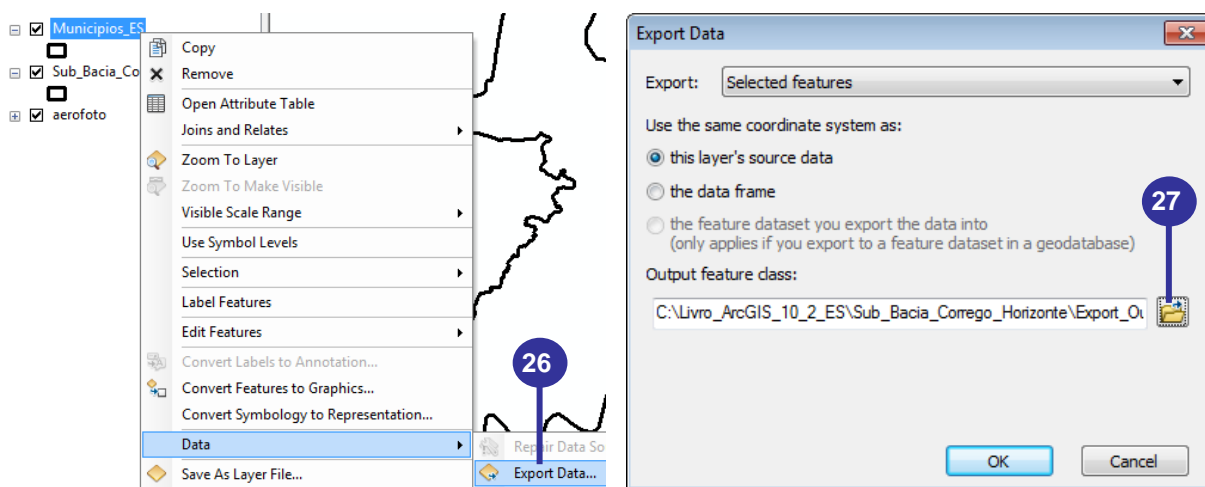 Municipios_ES
Sub_Bacia_Co
aerofoto
Copy
Remove
Open Attribute Table
Joins and Relates
Zoom To Layer
Zoom To Make Visible
Visible Scale Range
Use Symbol Levels
Selection
Label Features
Edit Features
Convert Labels to Annotation...
Convert Features to Graphics...
Convert Symbology to Representation...
Data
Save As Layer File...
26
Repair Data So
Export Data...
Export Data
Export: Selected features
Use the same coordinate system as:
this layer's source data
the data frame
27
the feature dataset you export the data into
(only applies if you export to a feature dataset in a geodatabase)
Output feature class:
C:\Livro_ArcGIS_10_2_ES\Sub_Bacia_Corrego_Horizonte\Export_Ou
OK Cancel